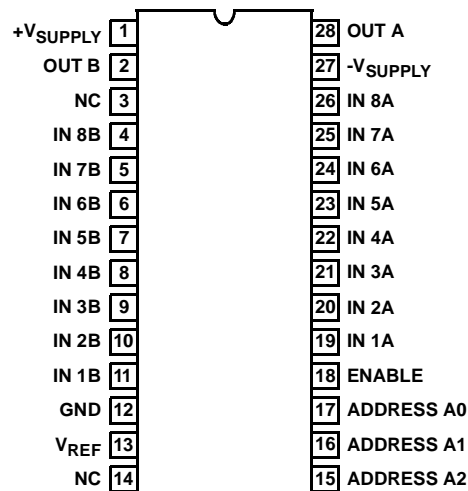 +VSUPPLY 1 28 OUT A
OUT B 2 27 -VSUPPLY
NC 3 26 IN 8A
IN 8B 4 25 IN 7A
IN 7B 5 24 IN 6A
IN 6B 6 23 IN 5A
IN 5B 7 22 IN 4A
IN 4B 8 21 IN 3A
IN 3B 9 20 IN 2A
IN 2B 10 19 IN 1A
IN 1B 11 18 ENABLE
GND 12 17 ADDRESS A0
VREF 13 16 ADDRESS A1
NC 14 15 ADDRESS A2